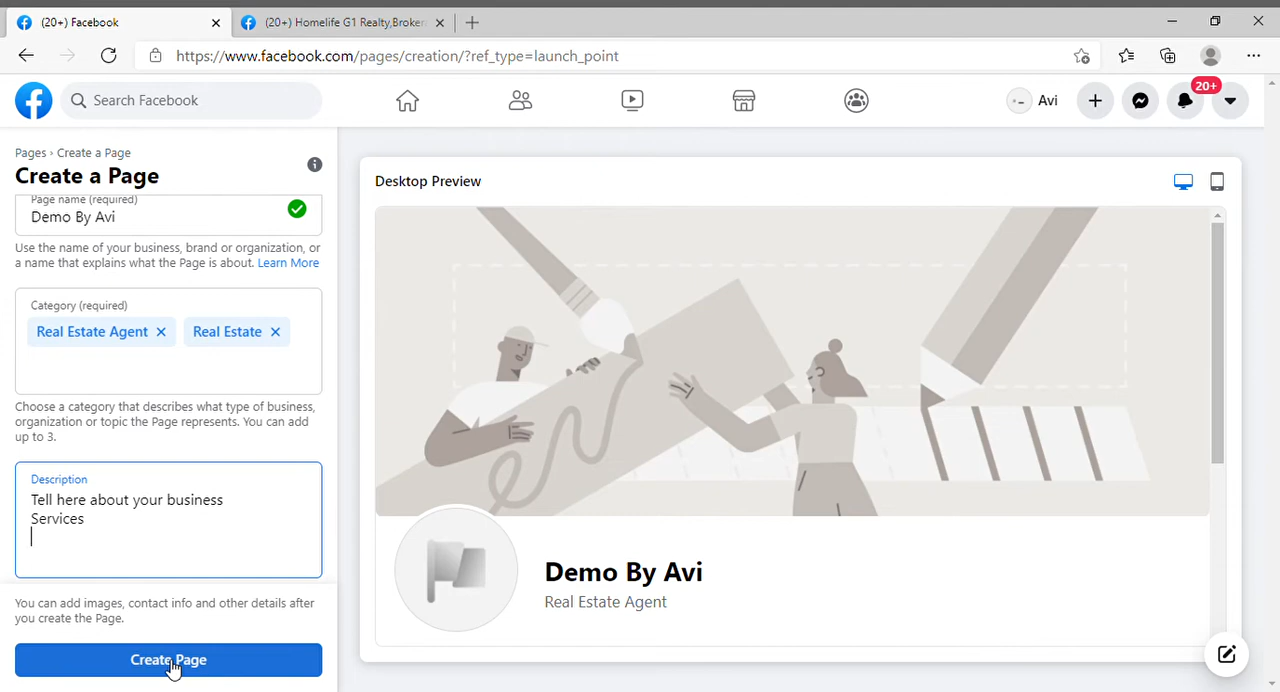 (20+) Facebook
(20+) Homelife G1 Realty,Broker
https://www.facebook.com/pages/creation/?ref_type=launch_point
Search Facebook
Avi
20+
Pages › Create a Page
Create a Page
Page name (required)
Demo By Avi
Use the name of your business, brand or organization, or
a name that explains what the Page is about. Learn More
Category (required)
Real Estate Agent
Real Estate
Choose a category that describes what type of business,
organization or topic the Page represents. You can add
up to 3.
Description
Tell here about your business
Services
You can add images, contact info and other details after
you create the Page.
Create Page
Desktop Preview
Demo By Avi
Real Estate Agent